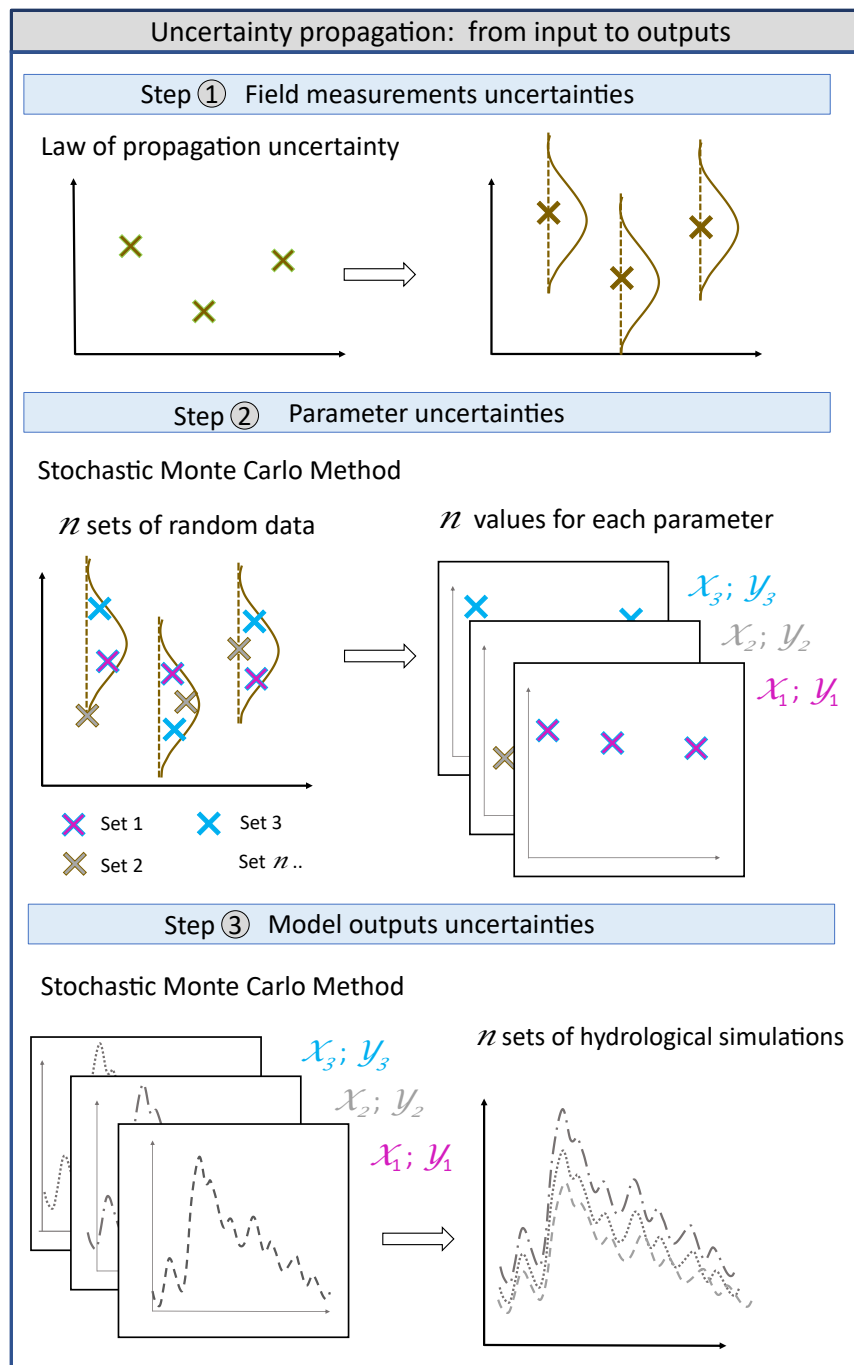 Uncertainty propagation: from input to outputs
Step 1 Field measurements uncertainties
Law of propagation uncertainty
Step 2 Parameter uncertainties
Stochastic Monte Carlo Method
n sets of random data
n values for each parameter
X3; Y3
X2; Y2
X1; Y1
Set 1
Set 3
Set 2
Set n ..
Step 3 Model outputs uncertainties
Stochastic Monte Carlo Method
n sets of hydrological simulations
X3; Y3
X2; Y2
X1; Y1